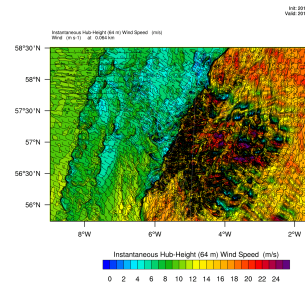 Init: 201
Valid: 201
Instantaneous Hub-Height (64 m) Wind Speed (m/s)
Wind (m s-1) at 0.064 km
58°30'N
58°N
57°30'N
57°N
56°30'N
56°N
8°W 6°W 4°W 2°W
Instantaneous Hub-Height (64 m) Wind Speed (m/s)
0 2 4 6 8 10 12 14 16 18 20 22 24